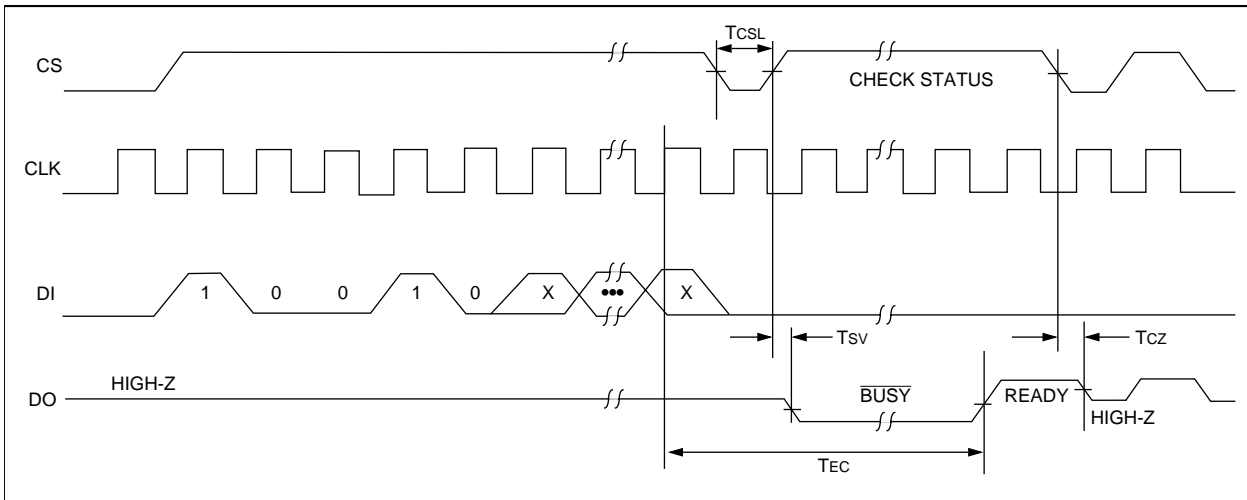 TCSL
CS
CHECK STATUS
CLK
DI
1 0 0 1 0 X ••• X
TSV
TCZ
HIGH-Z
DO
BUSY
READY
HIGH-Z
TEC